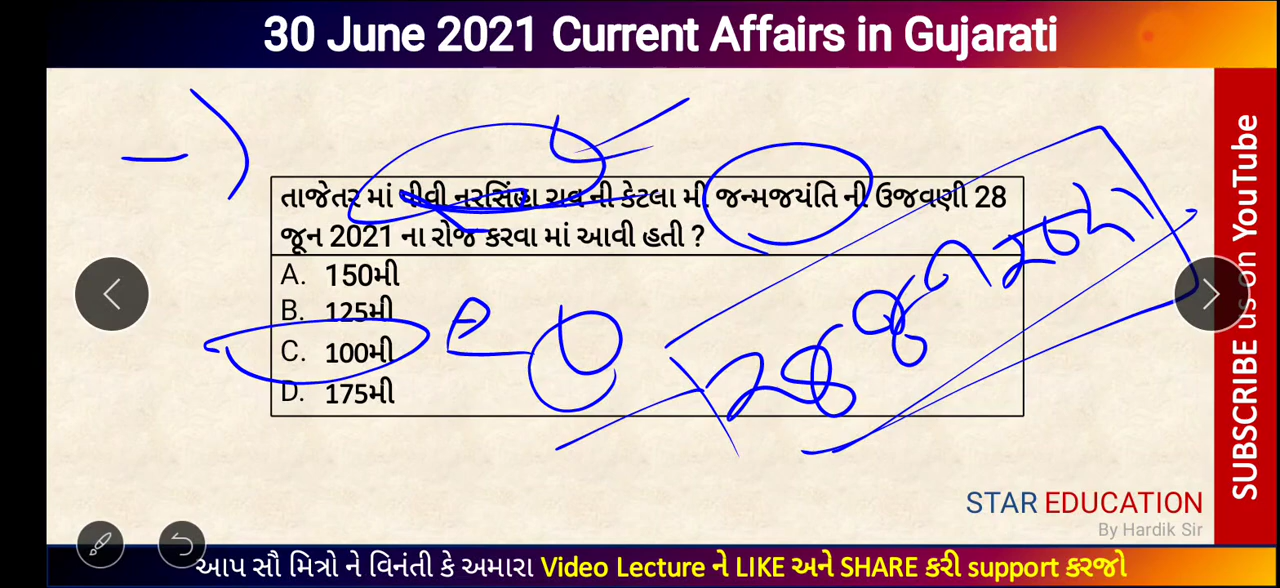 30 June 2021 Current Affairs in Gujarati
તાજેતર માં પીવી નરસિંહા રાવ ની કેટલા મી જન્મજયંતિ ની ઉજવણી 28
જૂન 2021 ના રોજ કરવા માં આવી હતી ?
A. 150મી
B. 125મી
C. 100મી
D. 175મી
28 જૂન 2021
SUBSCRIBE us on YouTube
STAR EDUCATION
By Hardik Sir
આપ સૌ મિત્રો ને વિનંતી કે અમારા Video Lecture ને LIKE અને SHARE કરી support કરજો